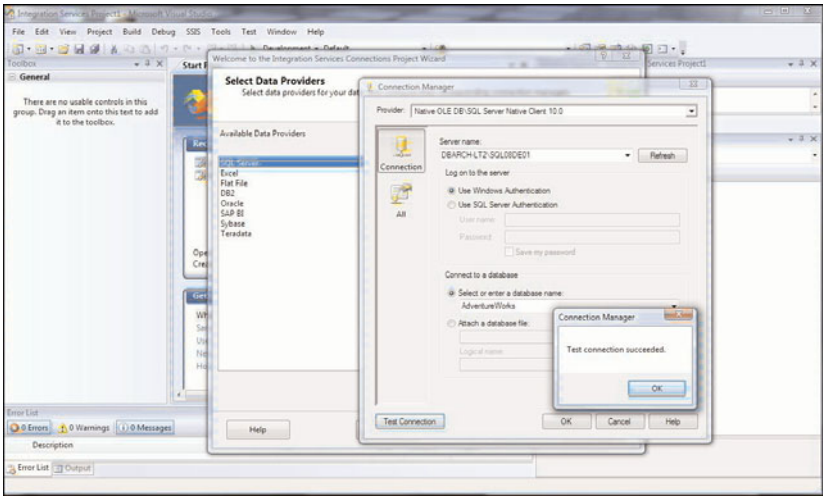 Integration Services Project1 - Microsoft Visual Studio
File Edit View Project Build Debug SSIS Tools Test Window Help
Development Default
Toolbox
General
There are no usable controls in this
group. Drag an item onto this text to add
it to the toolbox.
Start
Rec
Ope
Crea
Get
Wh
Ne
Welcome to the Integration Services Connections Project Wizard
Select Data Providers
Select data providers for your dat
Available Data Providers
SQL Server
Excel
Flat File
DB2
Oracle
SAP BI
Sybase
Teradata
Help
Connection Manager
Provider: Native OLE DB\SQL Server Native Client 10.0
Connection
All
Server name:
DBARCH-LT2\SQL08DE01
Refresh
Log on to the server
Use Windows Authentication
Use SQL Server Authentication
User name:
Password:
Save my password
Connect to a database
Select or enter a database name:
AdventureWorks
Attach a database file:
Logical name:
Test Connection
OK
Cancel
Help
Connection Manager
Test connection succeeded.
OK
Services Project1
Error List
0 Errors
0 Warnings
0 Messages
Description
Error List
Output